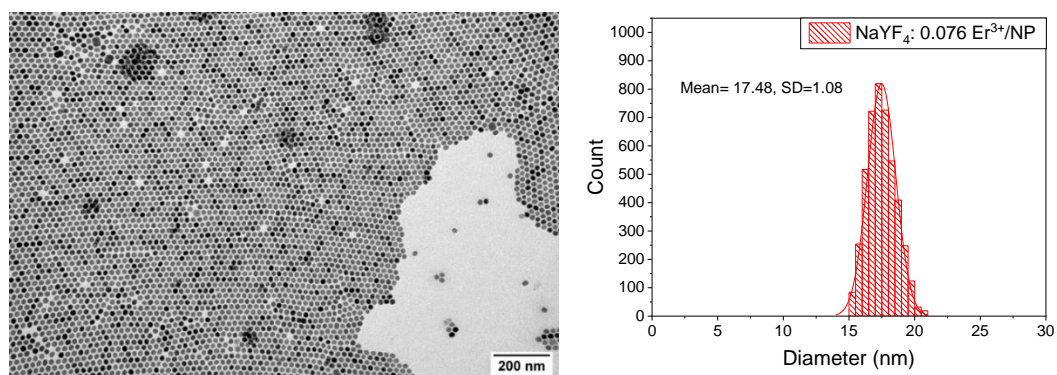 200 nm
1000
900
800
700
600
500
400
300
200
100
0
Count
NaYF₄: 0.076 Er³⁺/NP
Mean= 17.48, SD=1.08
0 5 10 15 20 25 30
Diameter (nm)